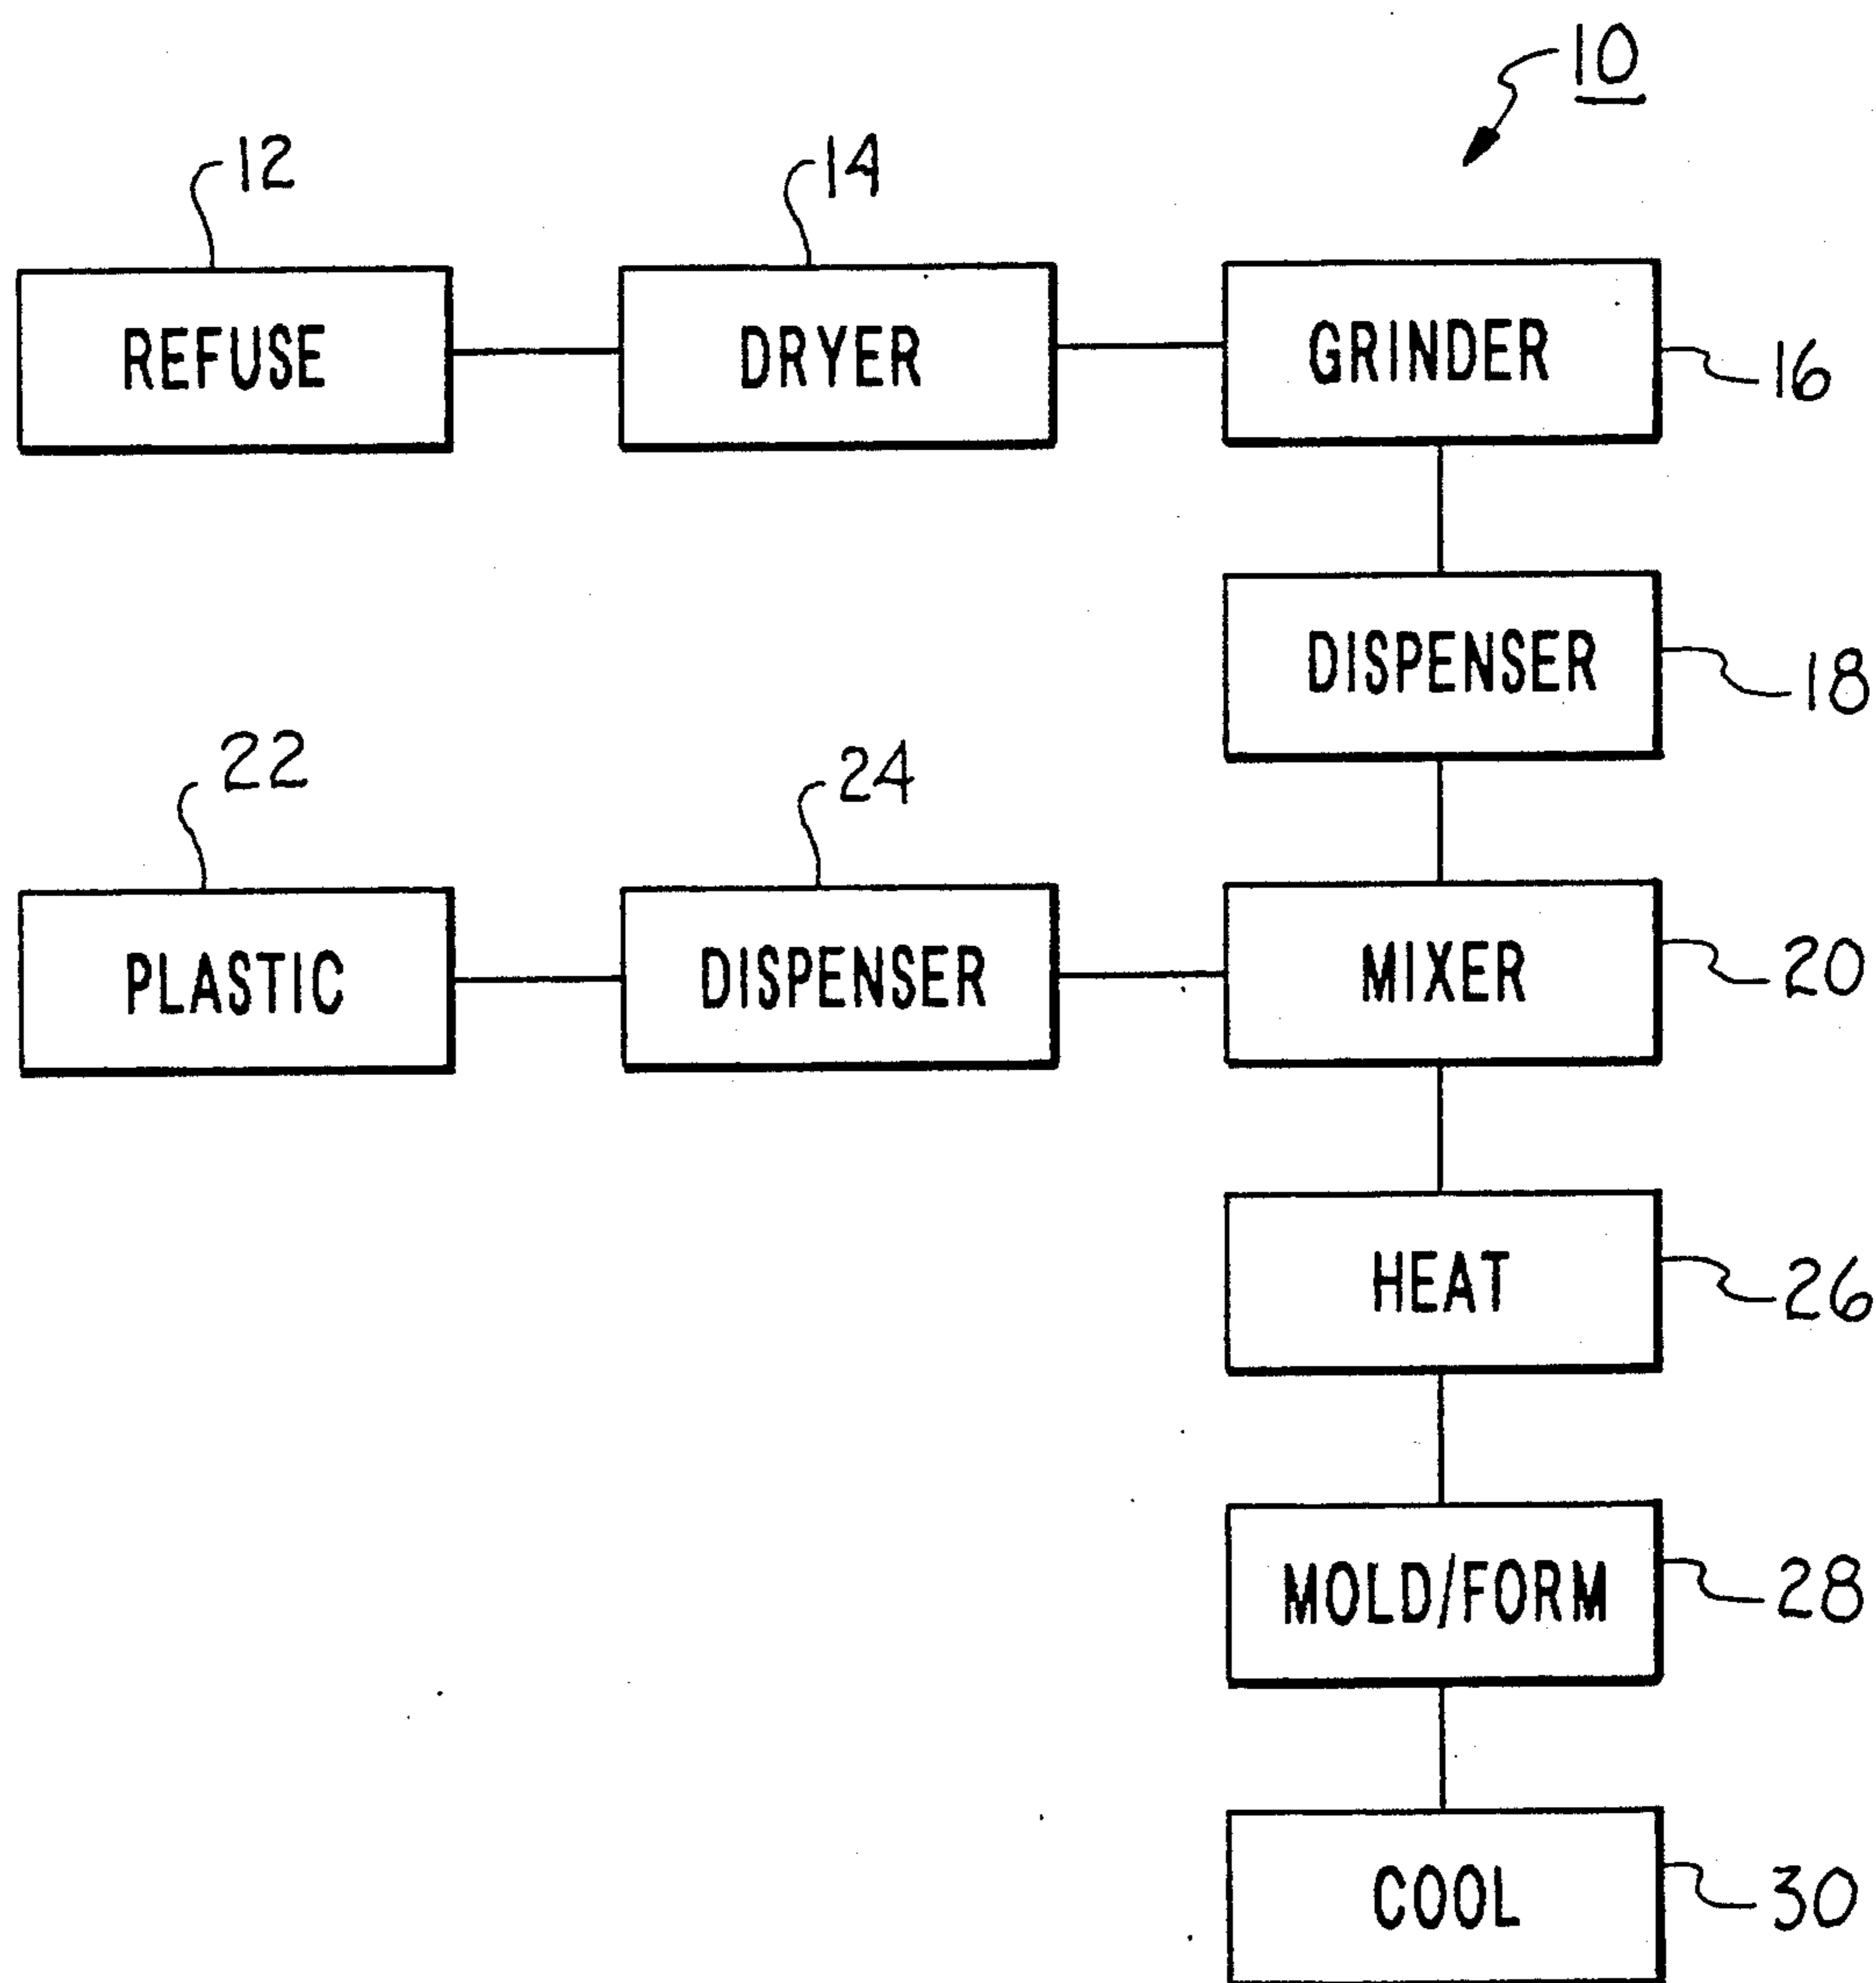 10
12
14
REFUSE
DRYER
GRINDER
16
DISPENSER
18
22
24
PLASTIC
DISPENSER
MIXER
20
HEAT
26
MOLD/FORM
28
COOL
30